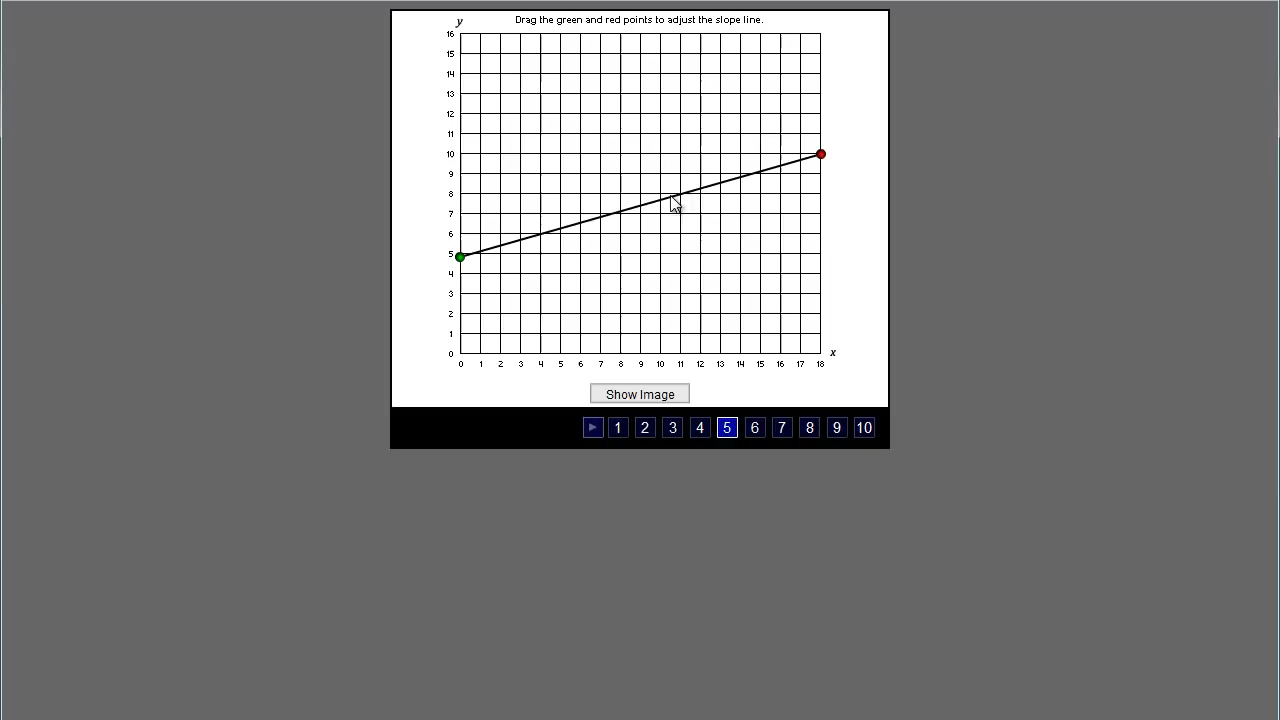 y
Drag the green and red points to adjust the slope line.
16
15
14
13
12
11
10
9
8
7
6
5
4
3
2
1
0
0 1 2 3 4 5 6 7 8 9 10 11 12 13 14 15 16 17 18
x
Show Image
1 2 3 4 5 6 7 8 9 10